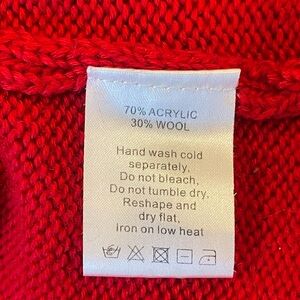 70% ACRYLIC
30% WOOL
Hand wash cold
separately,
Do not bleach,
Do not tumble dry,
Reshape and
dry flat,
Iron on low heat